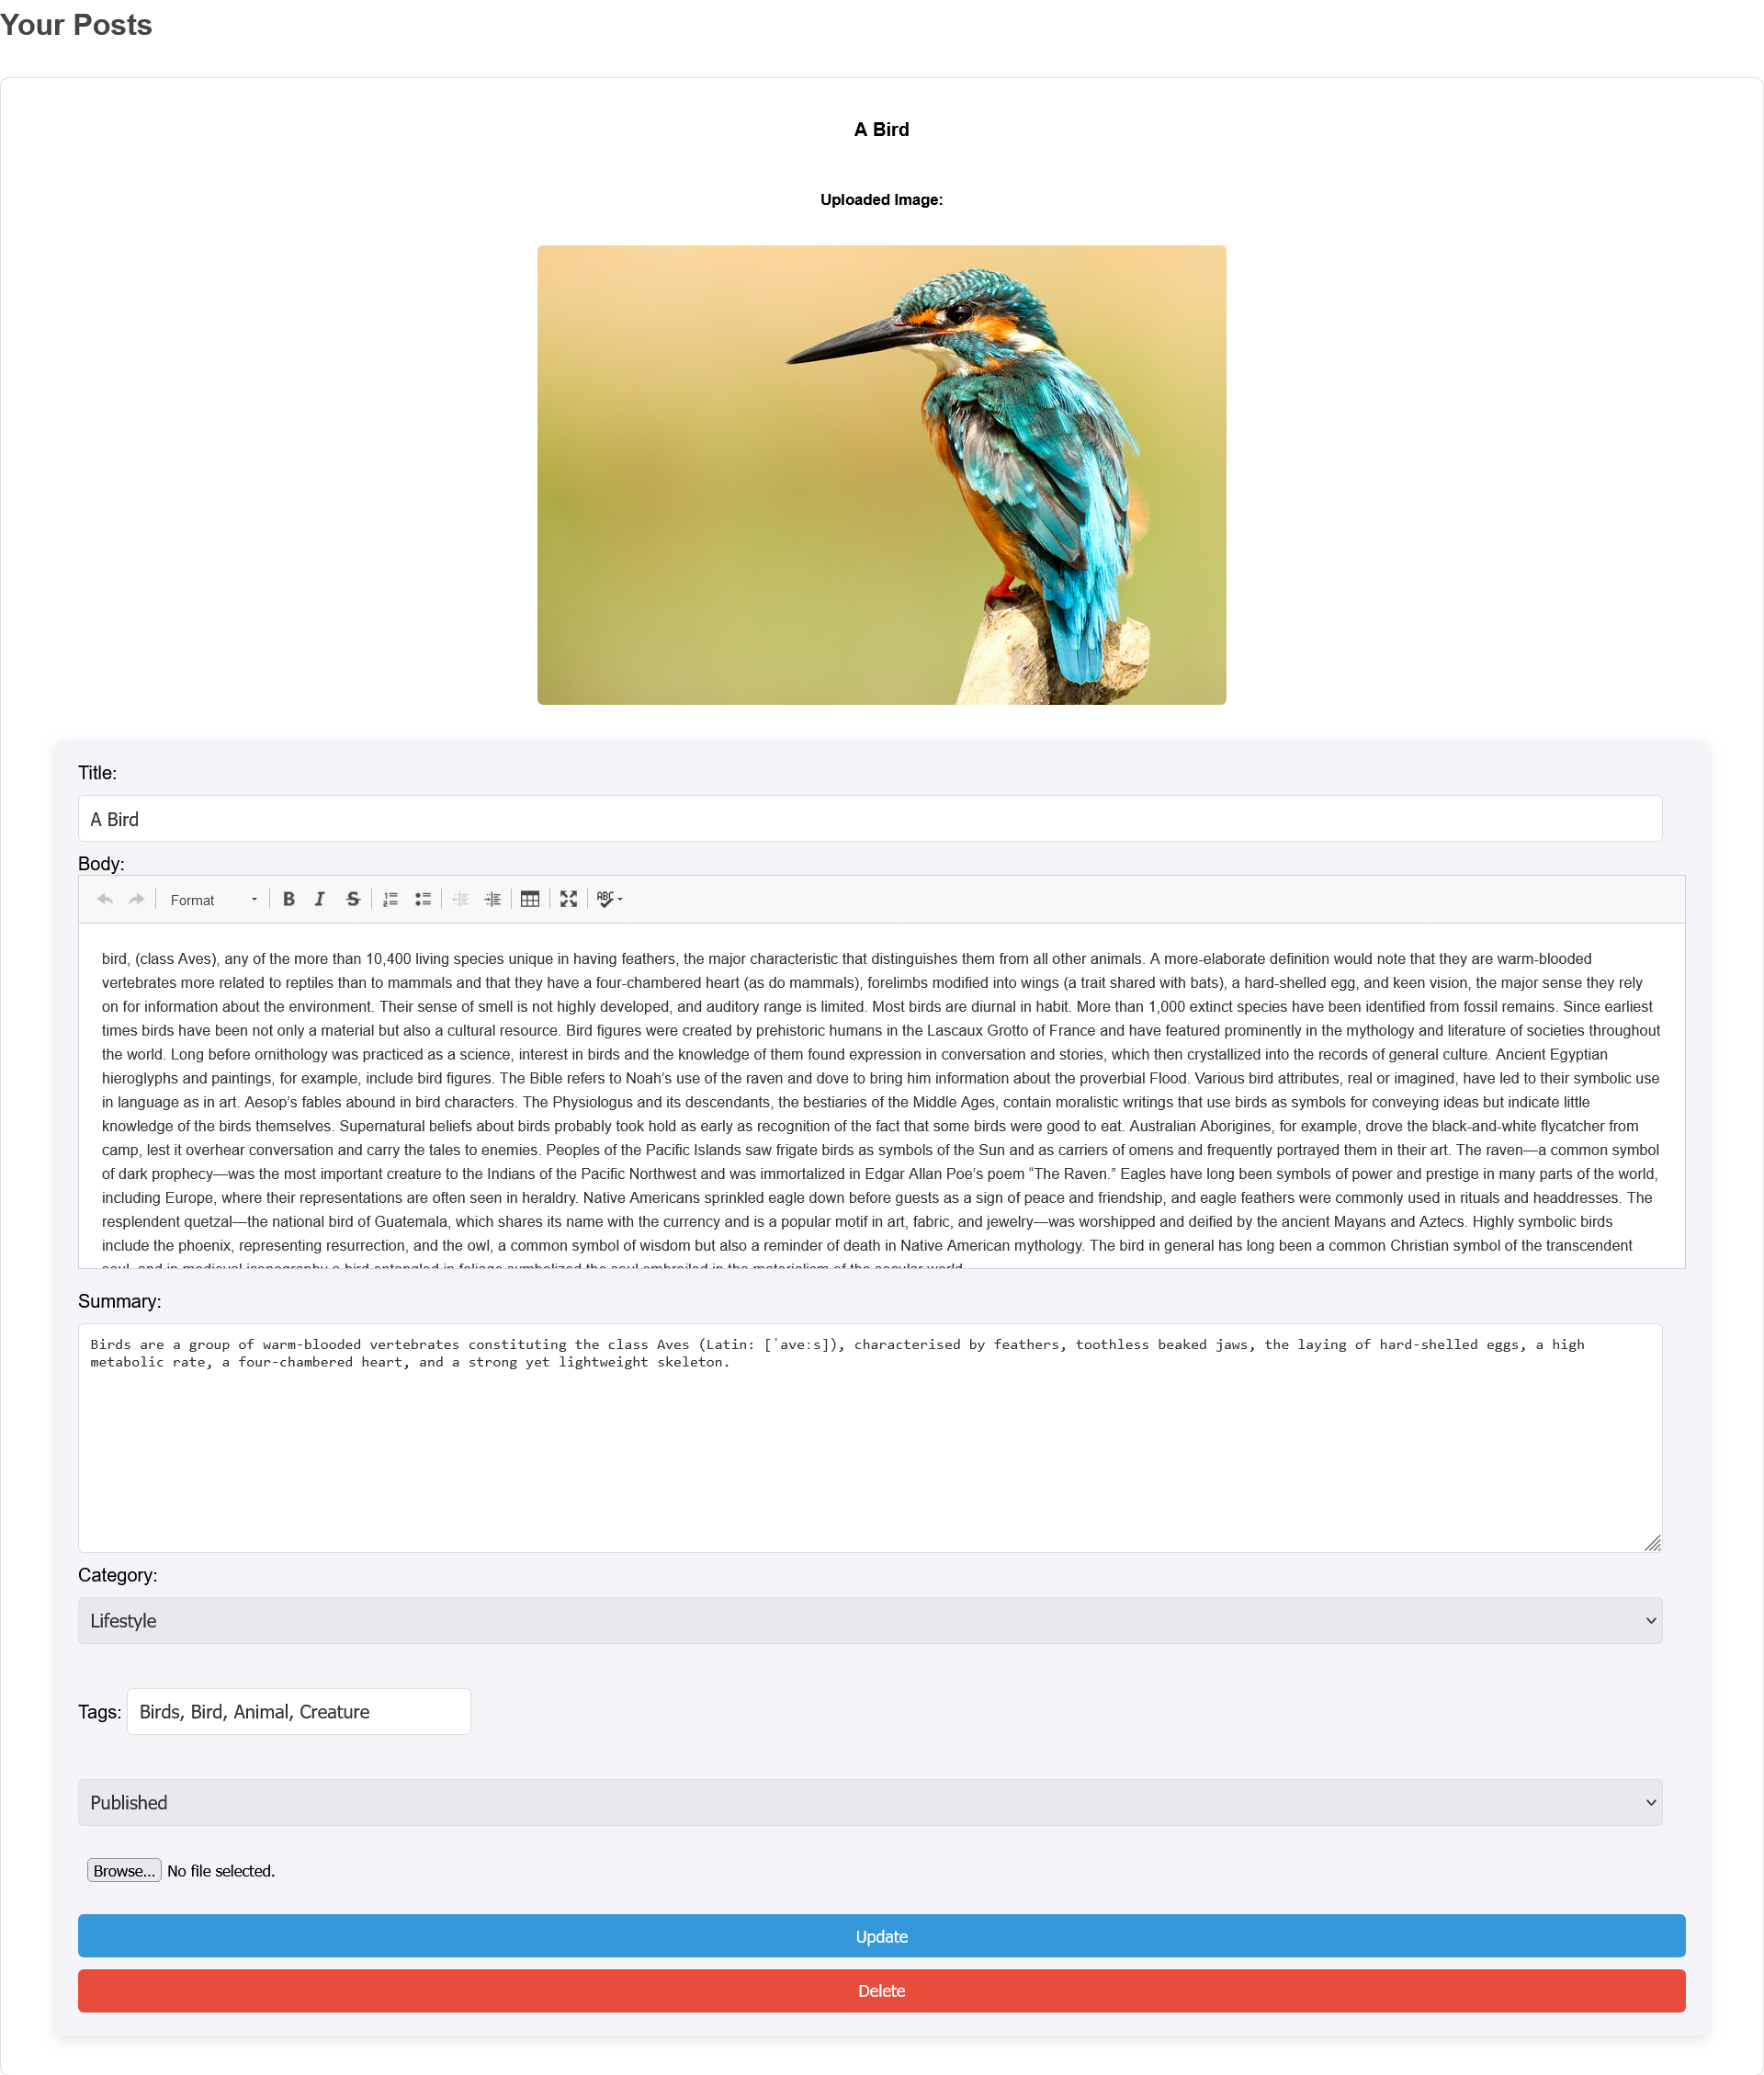 Your Posts
A Bird
Uploaded Image:
Title:
A Bird
Body:
Format
bird, (class Aves), any of the more than 10,400 living species unique in having feathers, the major characteristic that distinguishes them from all other animals. A more-elaborate definition would note that they are warm-blooded
vertebrates more related to reptiles than to mammals and that they have a four-chambered heart (as do mammals), forelimbs modified into wings (a trait shared with bats), a hard-shelled egg, and keen vision, the major sense they rely
on for information about the environment. Their sense of smell is not highly developed, and auditory range is limited. Most birds are diurnal in habit. More than 1,000 extinct species have been identified from fossil remains. Since earliest
times birds have been not only a material but also a cultural resource. Bird figures were created by prehistoric humans in the Lascaux Grotto of France and have featured prominently in the mythology and literature of societies throughout
the world. Long before ornithology was practiced as a science, interest in birds and the knowledge of them found expression in conversation and stories, which then crystallized into the records of general culture. Ancient Egyptian
hieroglyphs and paintings, for example, include bird figures. The Bible refers to Noah’s use of the raven and dove to bring him information about the proverbial Flood. Various bird attributes, real or imagined, have led to their symbolic use
in language as in art. Aesop’s fables abound in bird characters. The Physiologus and its descendants, the bestiaries of the Middle Ages, contain moralistic writings that use birds as symbols for conveying ideas but indicate little
knowledge of the birds themselves. Supernatural beliefs about birds probably took hold as early as recognition of the fact that some birds were good to eat. Australian Aborigines, for example, drove the black-and-white flycatcher from
camp, lest it overhear conversation and carry the tales to enemies. Peoples of the Pacific Islands saw frigate birds as symbols of the Sun and as carriers of omens and frequently portrayed them in their art. The raven—a common symbol
of dark prophecy—was the most important creature to the Indians of the Pacific Northwest and was immortalized in Edgar Allan Poe’s poem “The Raven.” Eagles have long been symbols of power and prestige in many parts of the world,
including Europe, where their representations are often seen in heraldry. Native Americans sprinkled eagle down before guests as a sign of peace and friendship, and eagle feathers were commonly used in rituals and headdresses. The
resplendent quetzal—the national bird of Guatemala, which shares its name with the currency and is a popular motif in art, fabric, and jewelry—was worshipped and deified by the ancient Mayans and Aztecs. Highly symbolic birds
include the phoenix, representing resurrection, and the owl, a common symbol of wisdom but also a reminder of death in Native American mythology. The bird in general has long been a common Christian symbol of the transcendent
soul, and in medieval iconography a bird entangled in foliage symbolized the soul embroiled in the materialism of the secular world.
Summary:
Birds are a group of warm-blooded vertebrates constituting the class Aves (Latin: [ˈaveːs]), characterised by feathers, toothless beaked jaws, the laying of hard-shelled eggs, a high
metabolic rate, a four-chambered heart, and a strong yet lightweight skeleton.
Category:
Lifestyle
Tags: Birds, Bird, Animal, Creature
Published
Browse... No file selected.
Update
Delete